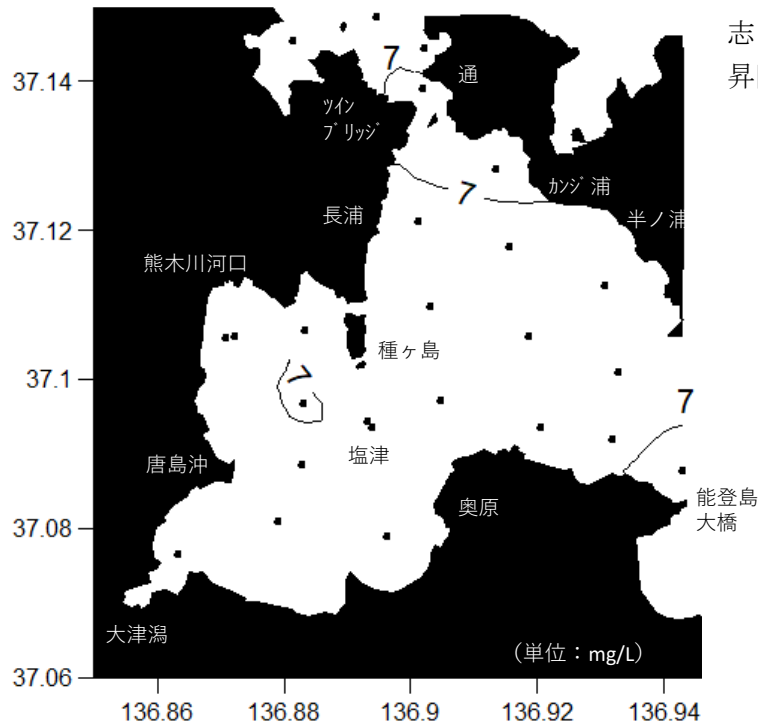 志
昇
37.14
7
通
ツイン
ブリッジ
37.12
7
カンジ浦
長浦
半ノ浦
熊木川河口
37.1
種ヶ島
7
7
塩津
唐島沖
奥原
能登島
大橋
37.08
大津潟
(単位：mg/L)
37.06
136.86 136.88 136.9 136.92 136.94